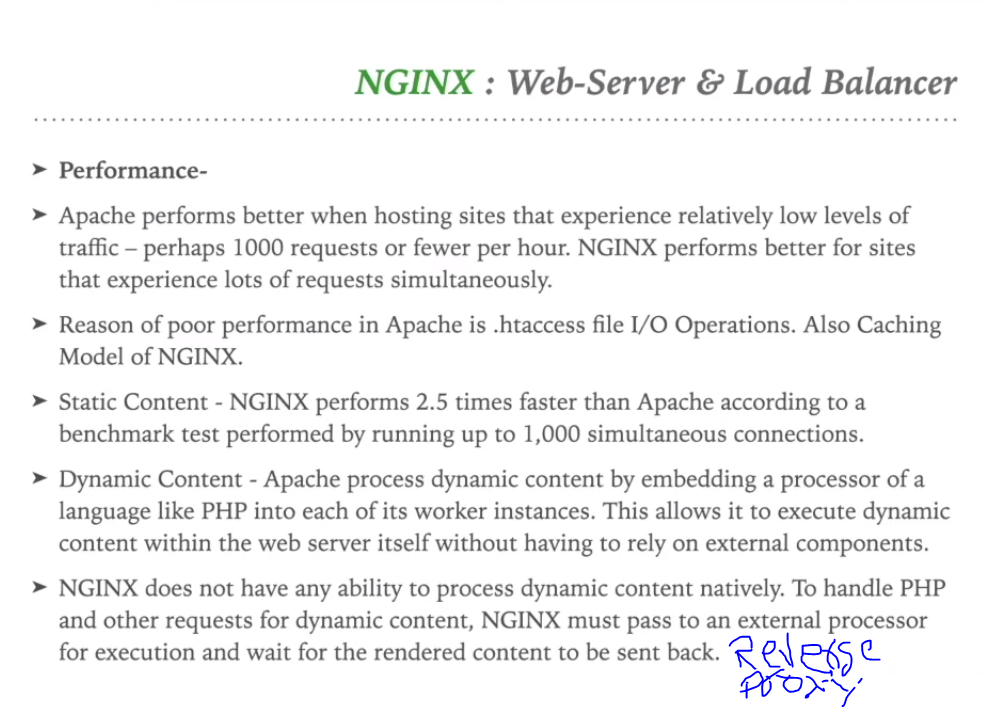 NGINX : Web-Server & Load Balancer
➤ Performance-
➤ Apache performs better when hosting sites that experience relatively low levels of
traffic – perhaps 1000 requests or fewer per hour. NGINX performs better for sites
that experience lots of requests simultaneously.
➤ Reason of poor performance in Apache is .htaccess file I/O Operations. Also Caching
Model of NGINX.
➤ Static Content - NGINX performs 2.5 times faster than Apache according to a
benchmark test performed by running up to 1,000 simultaneous connections.
➤ Dynamic Content - Apache process dynamic content by embedding a processor of a
language like PHP into each of its worker instances. This allows it to execute dynamic
content within the web server itself without having to rely on external components.
➤ NGINX does not have any ability to process dynamic content natively. To handle PHP
and other requests for dynamic content, NGINX must pass to an external processor
for execution and wait for the rendered content to be sent back. Reverse
Proxy